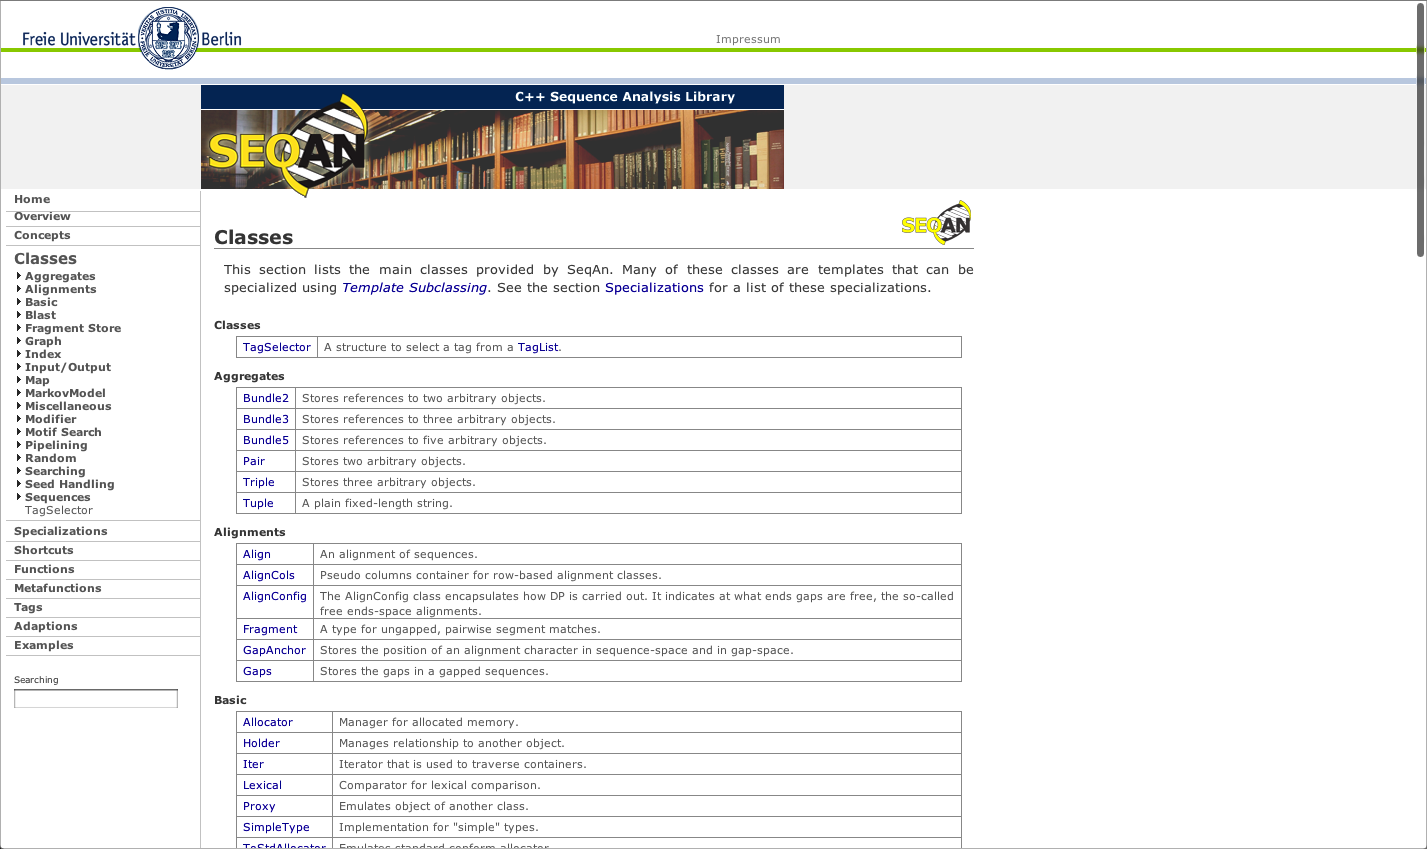 Freie Universität Berlin
Impressum
C++ Sequence Analysis Library
SEQAN
Home
Overview
Concepts
Classes
Aggregates
Alignments
Basic
Blast
Fragment Store
Graph
Index
Input/Output
Map
MarkovModel
Miscellaneous
Modifier
Motif Search
Pipelining
Random
Searching
Seed Handling
Sequences
TagSelector
Specializations
Shortcuts
Functions
Metafunctions
Tags
Adaptions
Examples
Searching
SEQAN
Classes
This section lists the main classes provided by SeqAn. Many of these classes are templates that can be
specialized using Template Subclassing. See the section Specializations for a list of these specializations.
Classes
TagSelector A structure to select a tag from a TagList.
Aggregates
Bundle2 Stores references to two arbitrary objects.
Bundle3 Stores references to three arbitrary objects.
Bundle5 Stores references to five arbitrary objects.
Pair Stores two arbitrary objects.
Triple Stores three arbitrary objects.
Tuple A plain fixed-length string.
Alignments
Align An alignment of sequences.
AlignCols Pseudo columns container for row-based alignment classes.
AlignConfig The AlignConfig class encapsulates how DP is carried out. It indicates at what ends gaps are free, the so-called
free ends-space alignments.
Fragment A type for ungapped, pairwise segment matches.
GapAnchor Stores the position of an alignment character in sequence-space and in gap-space.
Gaps Stores the gaps in a gapped sequences.
Basic
Allocator Manager for allocated memory.
Holder Manages relationship to another object.
Iter Iterator that is used to traverse containers.
Lexical Comparator for lexical comparison.
Proxy Emulates object of another class.
SimpleType Implementation for "simple" types.
ToStdAllocator Emulates standard conform allocator.